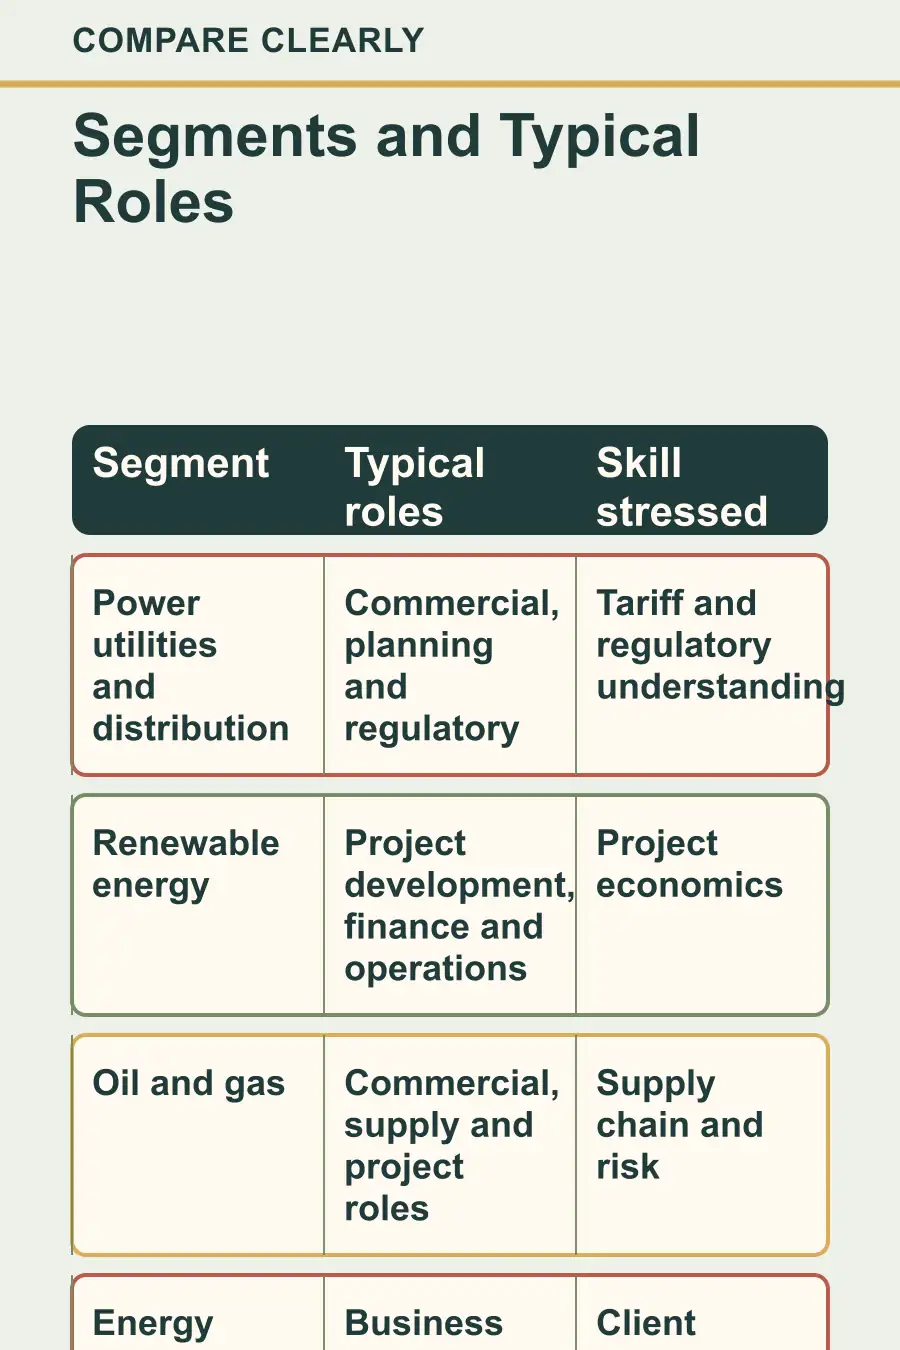 COMPARE CLEARLY
Segments and Typical
Roles
Segment
Typical
roles
Skill
stressed
Power
utilities
and
distribution
Commercial,
planning
and
regulatory
Tariff and
regulatory
understanding
Renewable
energy
Project
development,
finance and
operations
Project
economics
Oil and gas
Commercial,
supply and
project
roles
Supply
chain and
risk
Energy
Business
Client